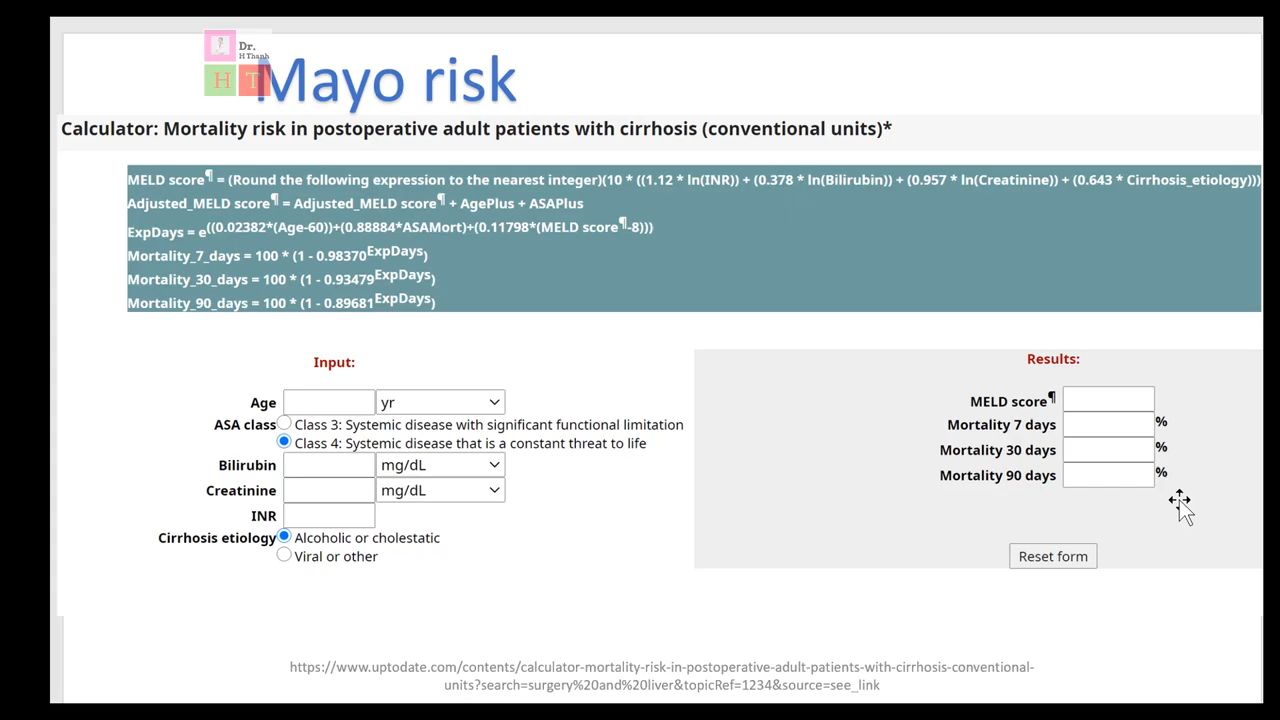 Dr.
H Thanh
H T
Mayo risk
Calculator: Mortality risk in postoperative adult patients with cirrhosis (conventional units)*
MELD score¶ = (Round the following expression to the nearest integer)(10 * ((1.12 * ln(INR)) + (0.378 * ln(Bilirubin)) + (0.957 * ln(Creatinine)) + (0.643 * Cirrhosis_etiology)))
Adjusted_MELD score¶ = Adjusted_MELD score¶ + AgePlus + ASAPlus
ExpDays = e((0.02382*(Age-60))+(0.88884*ASAMort)+(0.11798*(MELD score¶-8)))
Mortality_7_days = 100 * (1 - 0.98370ExpDays)
Mortality_30_days = 100 * (1 - 0.93479ExpDays)
Mortality_90_days = 100 * (1 - 0.89681ExpDays)
Input:
Age yr
ASA class Class 3: Systemic disease with significant functional limitation
Class 4: Systemic disease that is a constant threat to life
Bilirubin mg/dL
Creatinine mg/dL
INR
Cirrhosis etiology Alcoholic or cholestatic
Viral or other
Results:
MELD score¶
Mortality 7 days %
Mortality 30 days %
Mortality 90 days %
Reset form
https://www.uptodate.com/contents/calculator-mortality-risk-in-postoperative-adult-patients-with-cirrhosis-conventional-
units?search=surgery%20and%20liver&topicRef=1234&source=see_link